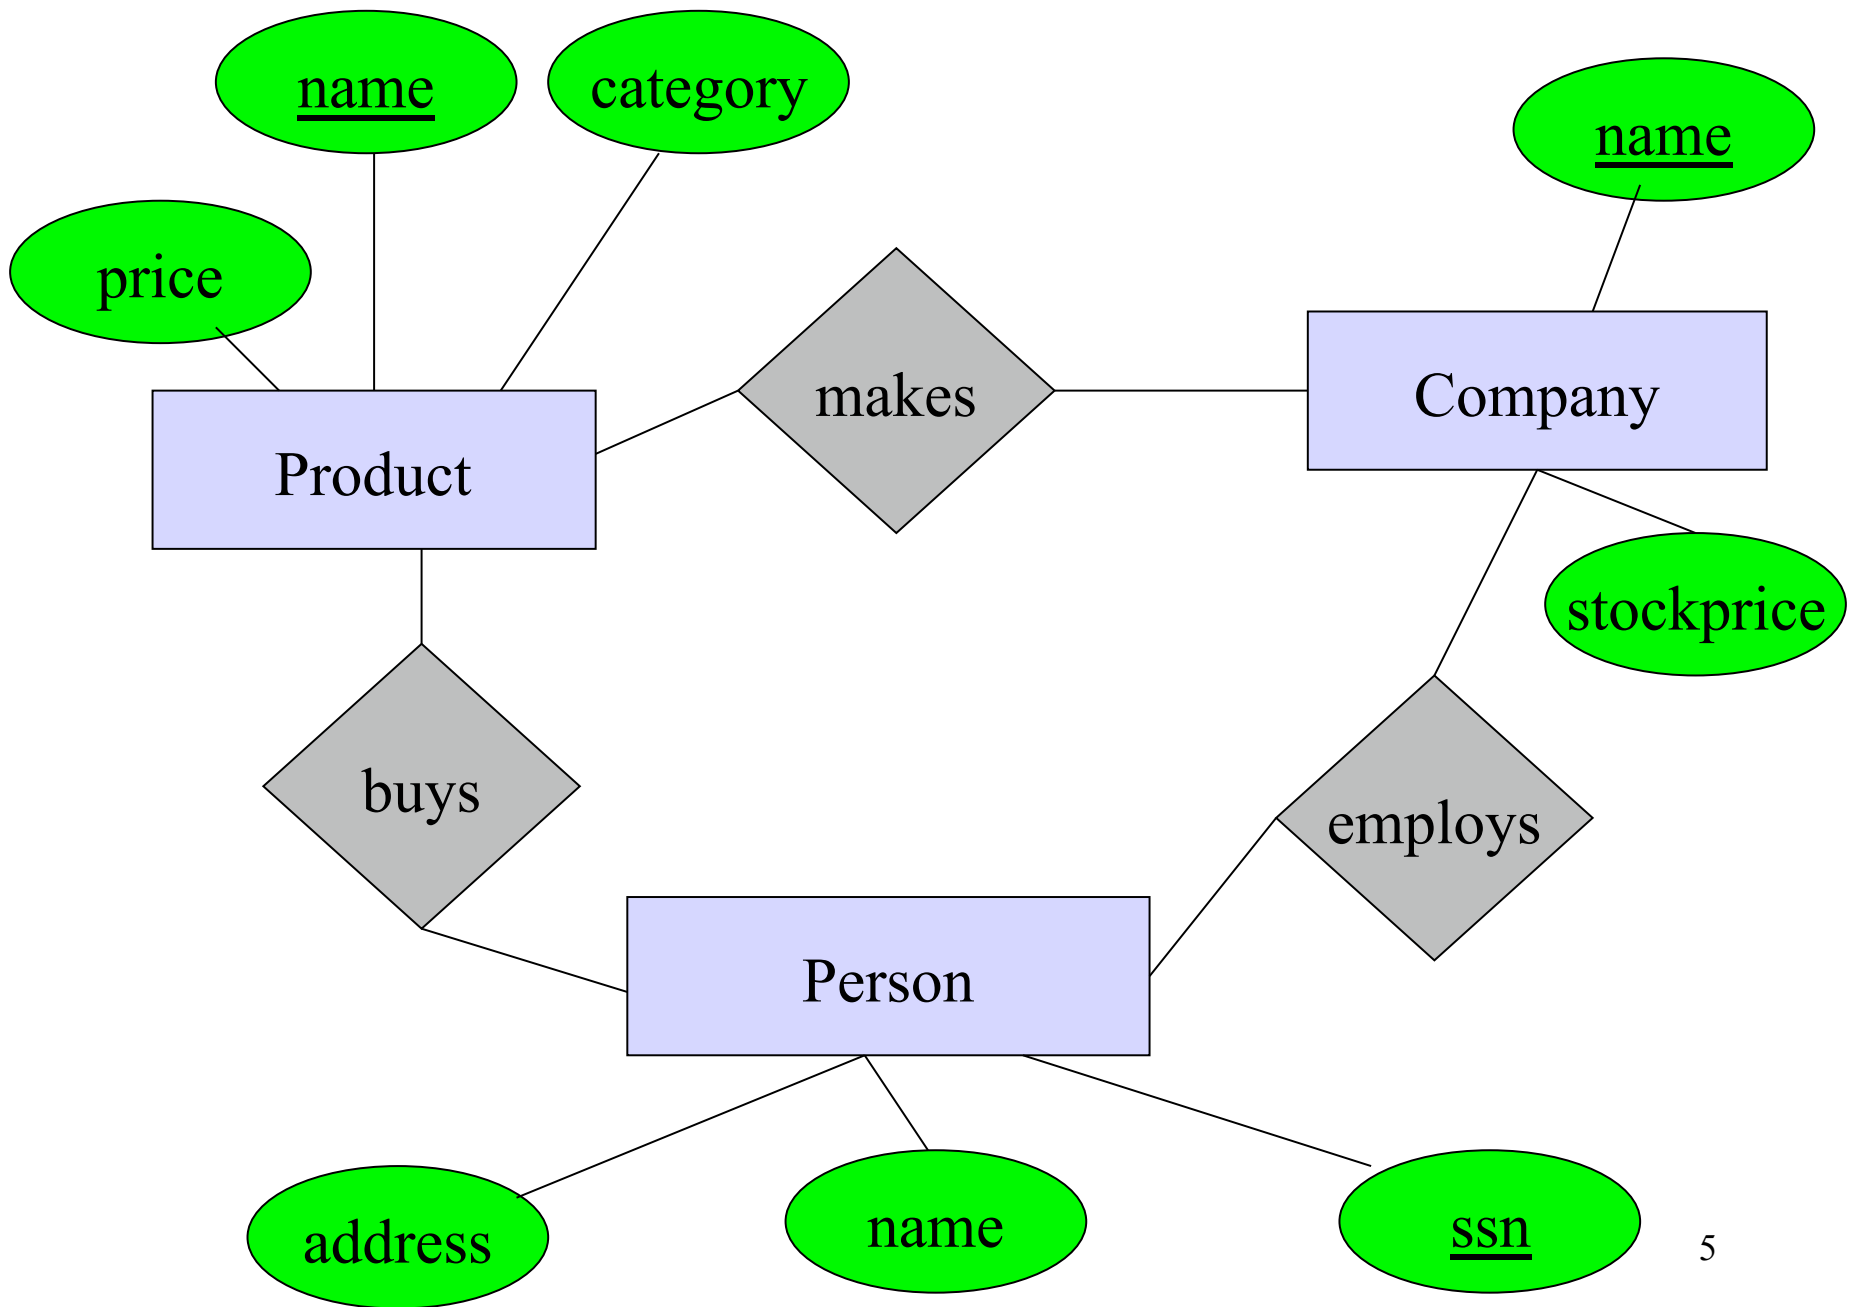 name
category
name
price
makes
Company
Product
stockprice
buys
employs
Person
address
name
ssn
5